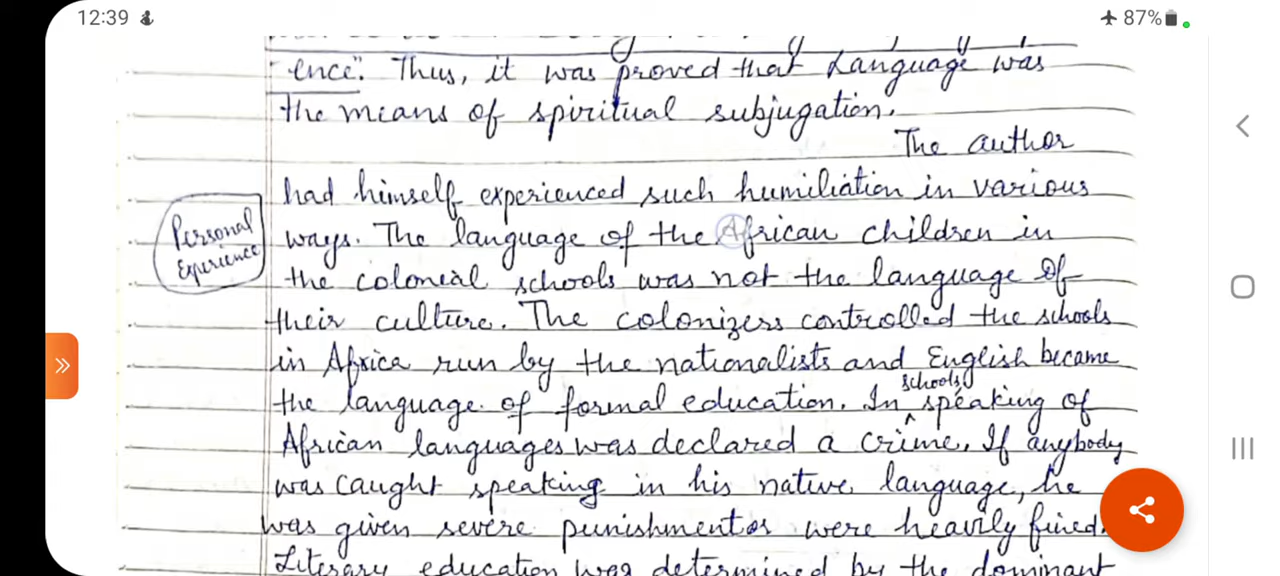 12:39
87%
ence". Thus, it was proved that Language was
the means of spiritual subjugation.
The author
had himself experienced such humiliation in various
Personal
Experience
ways. The language of the African children in
the colonial schools was not the language of
their culture. The colonizers controlled the schools
in Africa run by the nationalists and English became
the language of formal education. In schools speaking of
African languages was declared a crime. If anybody
was caught speaking in his native language, he
was given severe punishment or were heavily fined.
Literary education was determined by the dominant